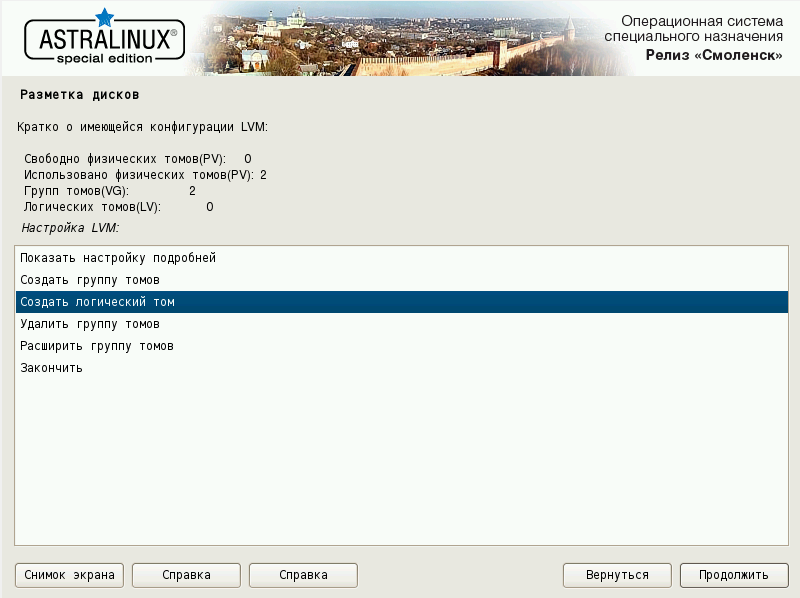 ASTRALINUX®
special edition
Операционная система
специального назначения
Релиз «Смоленск»
Разметка дисков
Кратко о имеющейся конфигурации LVM:
Свободно физических томов(PV): 0
Использовано физических томов(PV): 2
Групп томов(VG): 2
Логических томов(LV): 0
Настройка LVM:
Показать настройку подробней
Создать группу томов
Создать логический том
Удалить группу томов
Расширить группу томов
Закончить
Снимок экрана
Справка
Справка
Вернуться
Продолжить